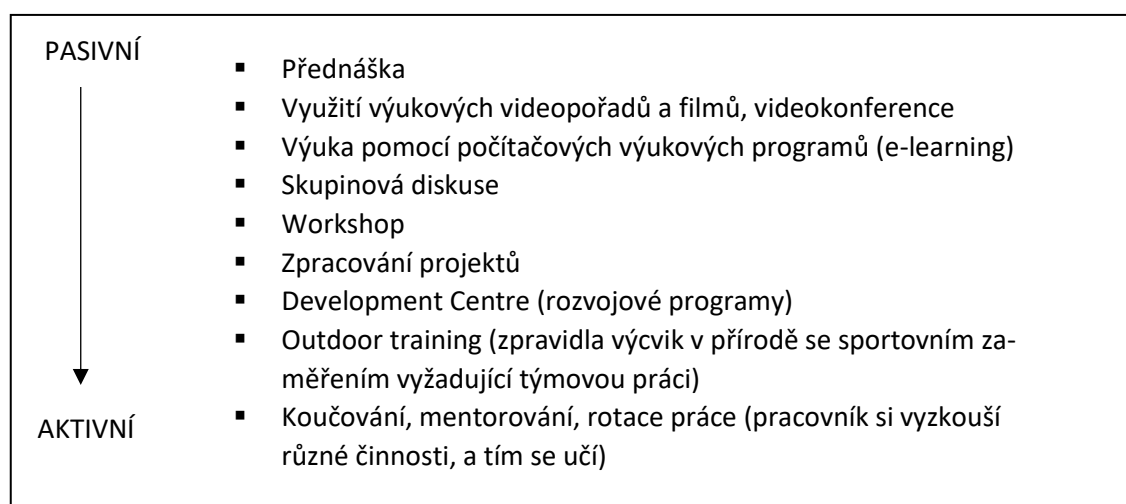 PASIVNÍ
▪ Přednáška
▪ Využití výukových videopořadů a filmů, videokonference
▪ Výuka pomocí počítačových výukových programů (e-learning)
▪ Skupinová diskuse
▪ Workshop
▪ Zpracování projektů
▪ Development Centre (rozvojové programy)
▪ Outdoor training (zpravidla výcvik v přírodě se sportovním za-
měřením vyžadující týmovou práci)
AKTIVNÍ
▪ Koučování, mentorování, rotace práce (pracovník si vyzkouší
různé činnosti, a tím se učí)